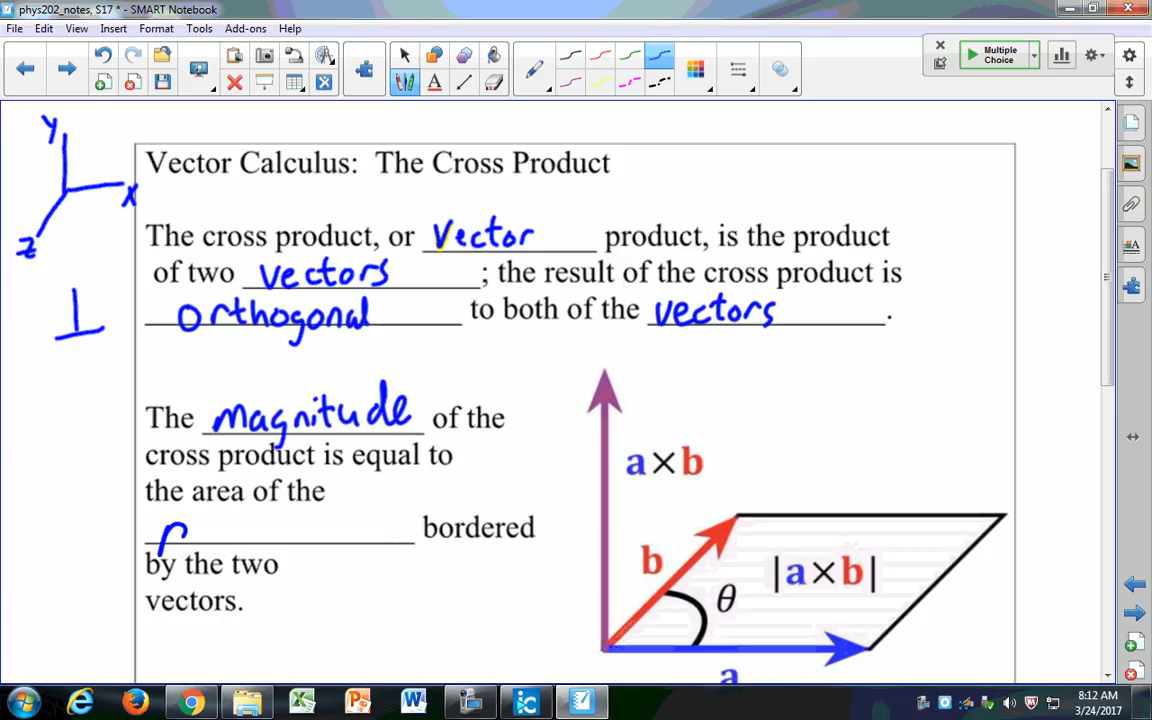 phys202_notes, S17 * - SMART Notebook
File Edit View Insert Format Tools Add-ons Help
Multiple
Choice
y
x
z
Vector Calculus: The Cross Product
The cross product, or vector product, is the product
of two vectors ; the result of the cross product is
orthogonal to both of the vectors .
The magnitude of the
cross product is equal to
the area of the
bordered
by the two
vectors.
a×b
b
θ
|a×b|
a
8:12 AM
3/24/2017